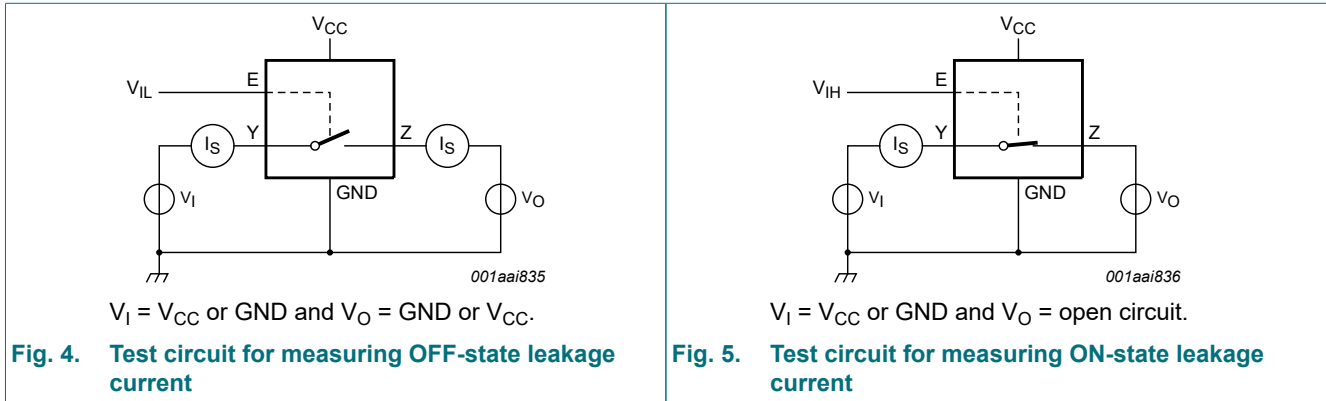 VCC
E
VIL
Y
Z
IS
IS
VI
GND
VO
001aai835
VI = VCC or GND and VO = GND or VCC.
Fig. 4. Test circuit for measuring OFF-state leakage
current
VCC
E
VIH
Y
Z
IS
VI
GND
VO
001aai836
VI = VCC or GND and VO = open circuit.
Fig. 5. Test circuit for measuring ON-state leakage
current